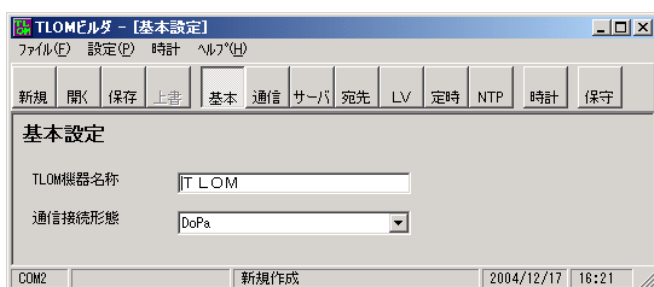 TLOMビルダ - [基本設定]
ファイル(F) 設定(P) 時計 ヘルプ(H)
新規 開く 保存 上書 基本 通信 サーバ 宛先 LV 定時 NTP 時計 保守
基本設定
TLOM機器名称 TLOM
通信接続形態 DoPa
COM2 新規作成 2004/12/17 16:21